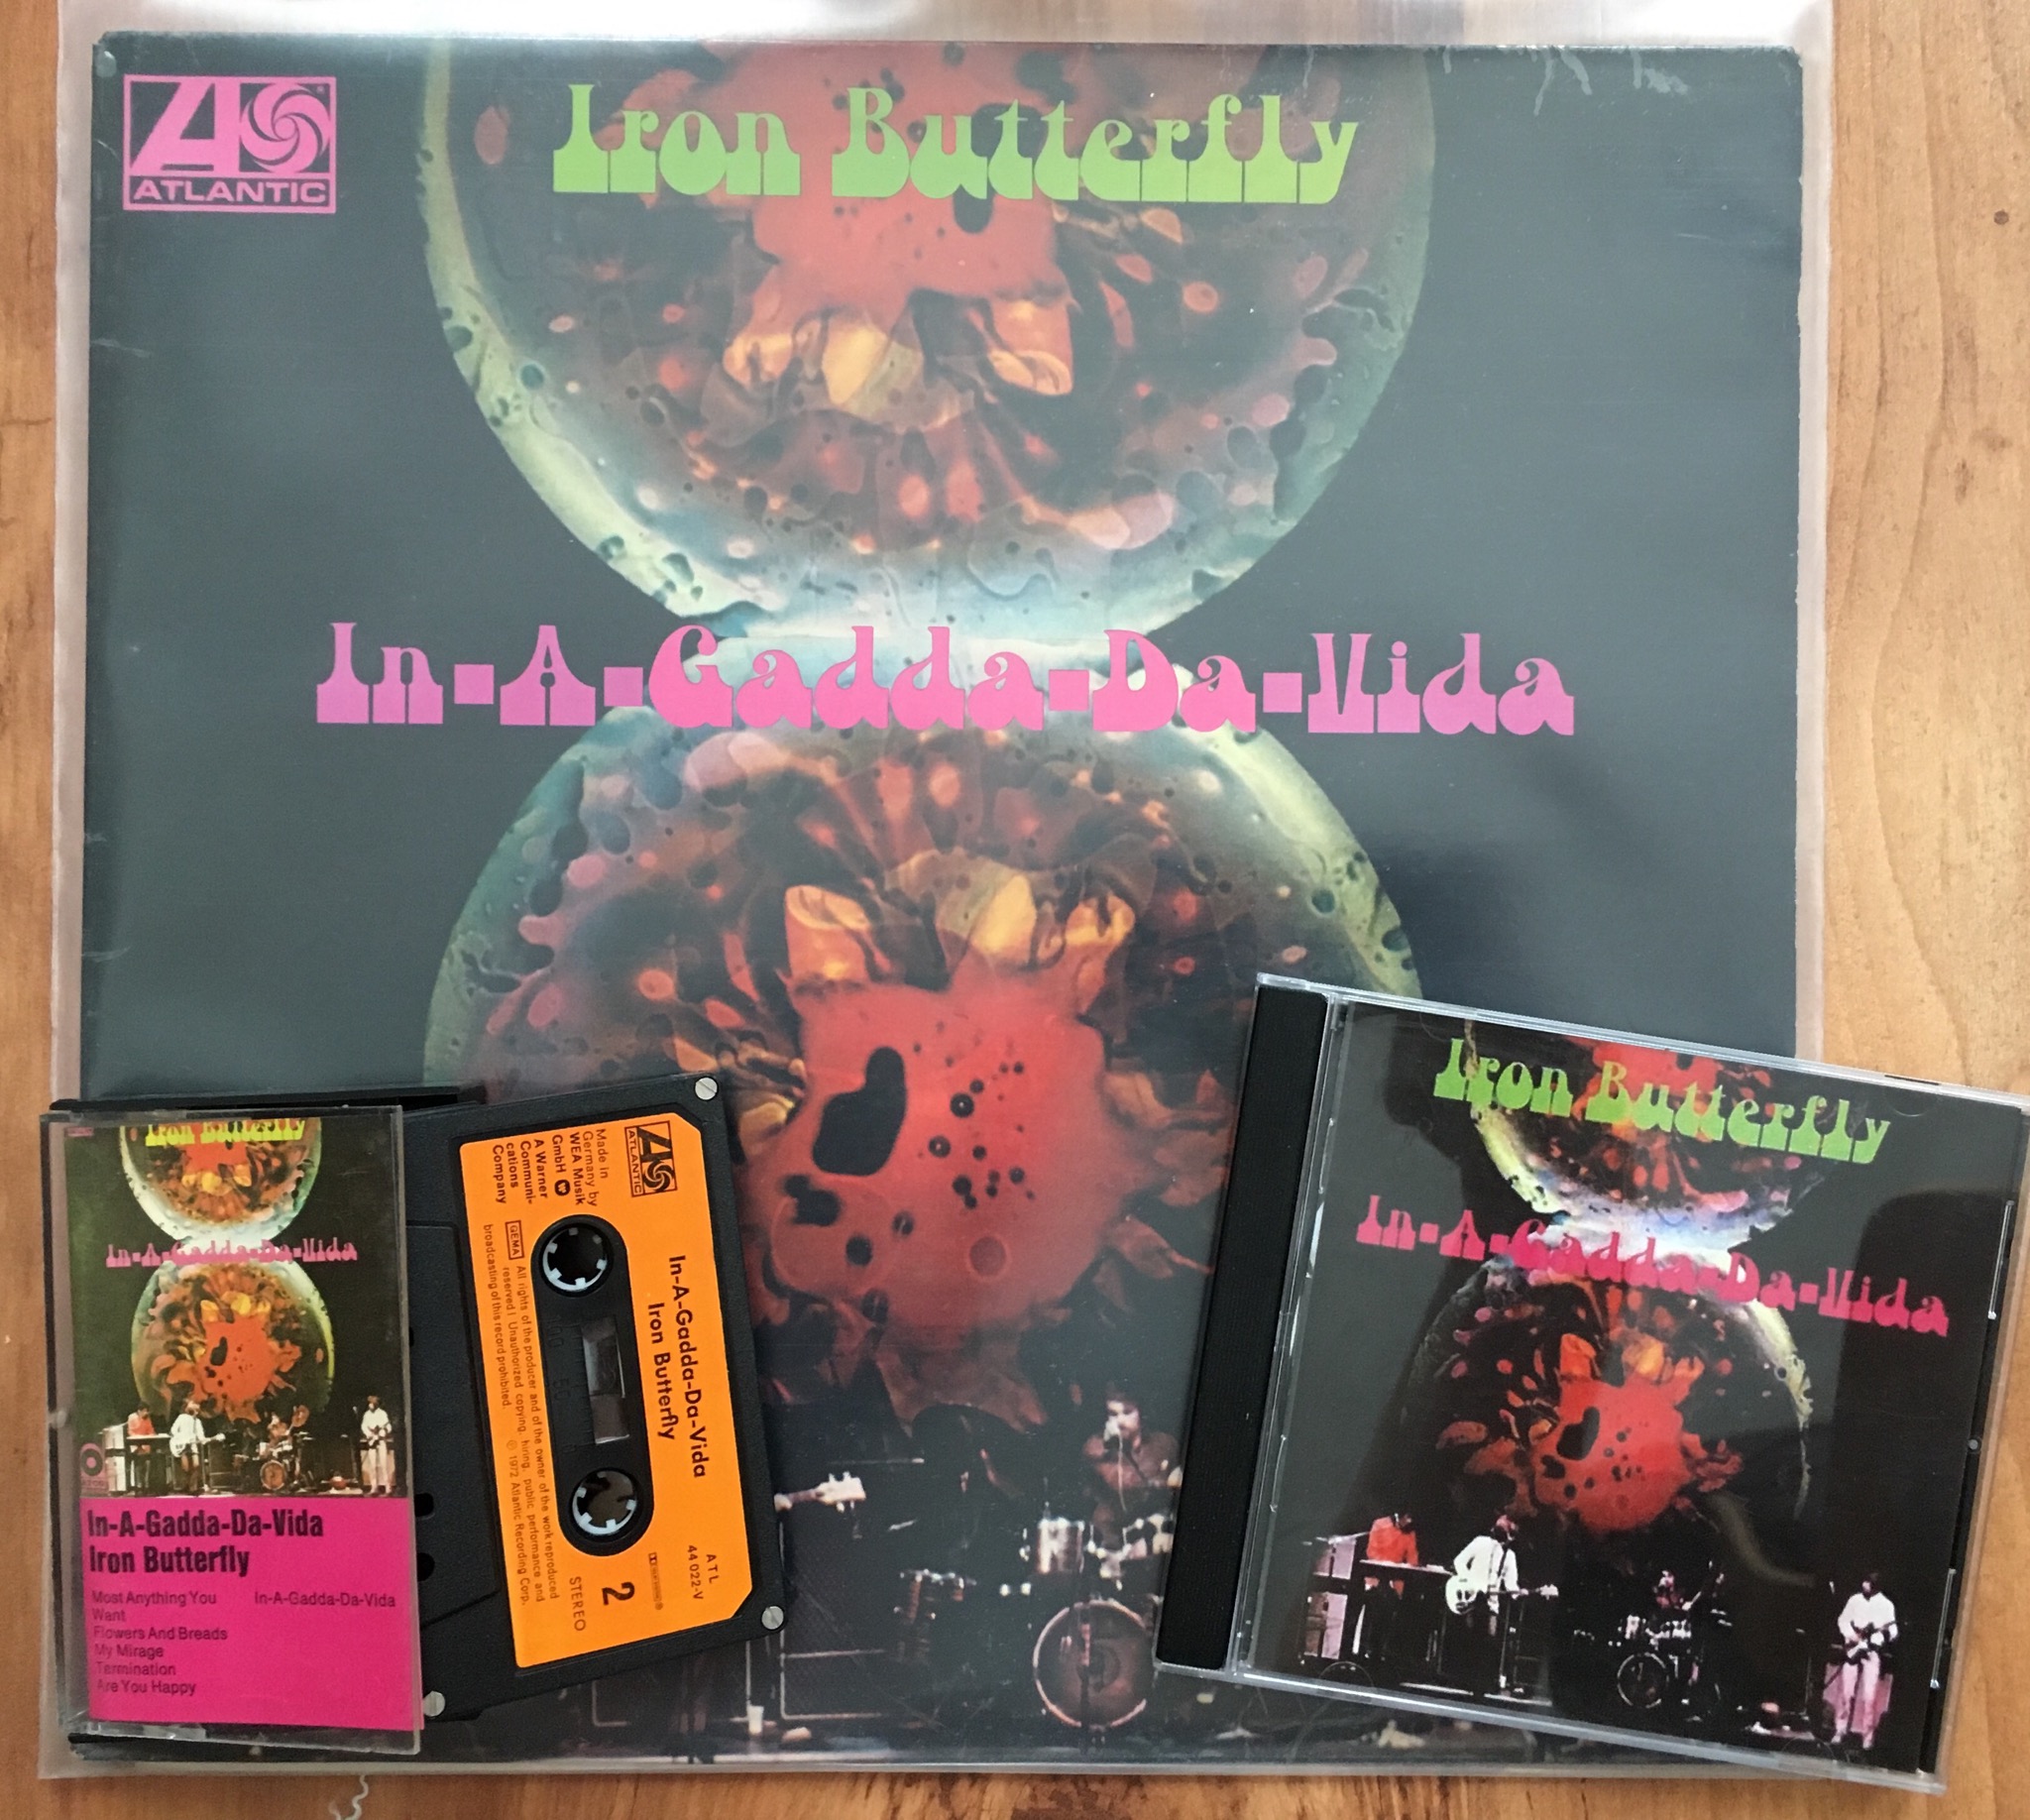 ATLANTIC
Iron Butterfly
In-A-Gadda-Da-Vida
Iron Butterfly
In-A-Gadda-Da-Vida
ATCO
In-A-Gadda-Da-Vida
Iron Butterfly
Most Anything You
Want
Flowers And Breads
My Mirage
Termination
Are You Happy
In-A-Gadda-Da-Vida
ATLANTIC
Made in
Germany by
WEA Musik
GmbH
A Warner
Communi-
cations
Company
In-A-Gadda-Da-Vida
Iron Butterfly
GEMA
All rights of the producer and of the owner of the work reproduced
reserved! Unauthorized copying, hiring, public performance and
broadcasting of this record prohibited.
℗ 1972 Atlantic Recording Corp.
ATL
44 022-V
2
STEREO
50
Iron Butterfly
In-A-Gadda-Da-Vida